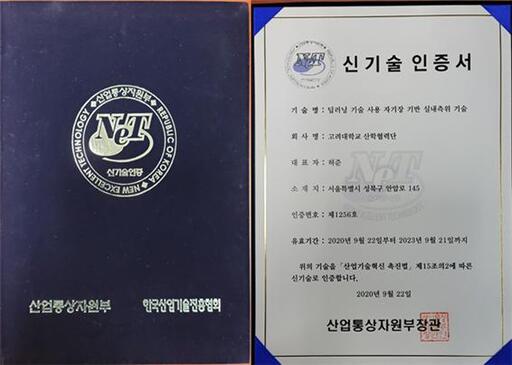 산업통상자원부
REPUBLIC OF KOREA
NEW EXCELLENT TECHNOLOGY
NeT
신기술인증
산업통상자원부 한국산업기술진흥협회
신기술 인증서
기 술 명 : 딥러닝 기술 사용 자기장 기반 실내측위 기술
회 사 명 : 고려대학교 산학협력단
대 표 자 : 허준
소 재 지 : 서울특별시 성북구 안암로 145
인증번호 : 제1256호
유효기간 : 2020년 9월 22일부터 2023년 9월 21일까지
위의 기술을 「산업기술혁신 촉진법」 제15조의2에 따른
신기술로 인증합니다.
2020년 9월 22일
산업통상자원부장관